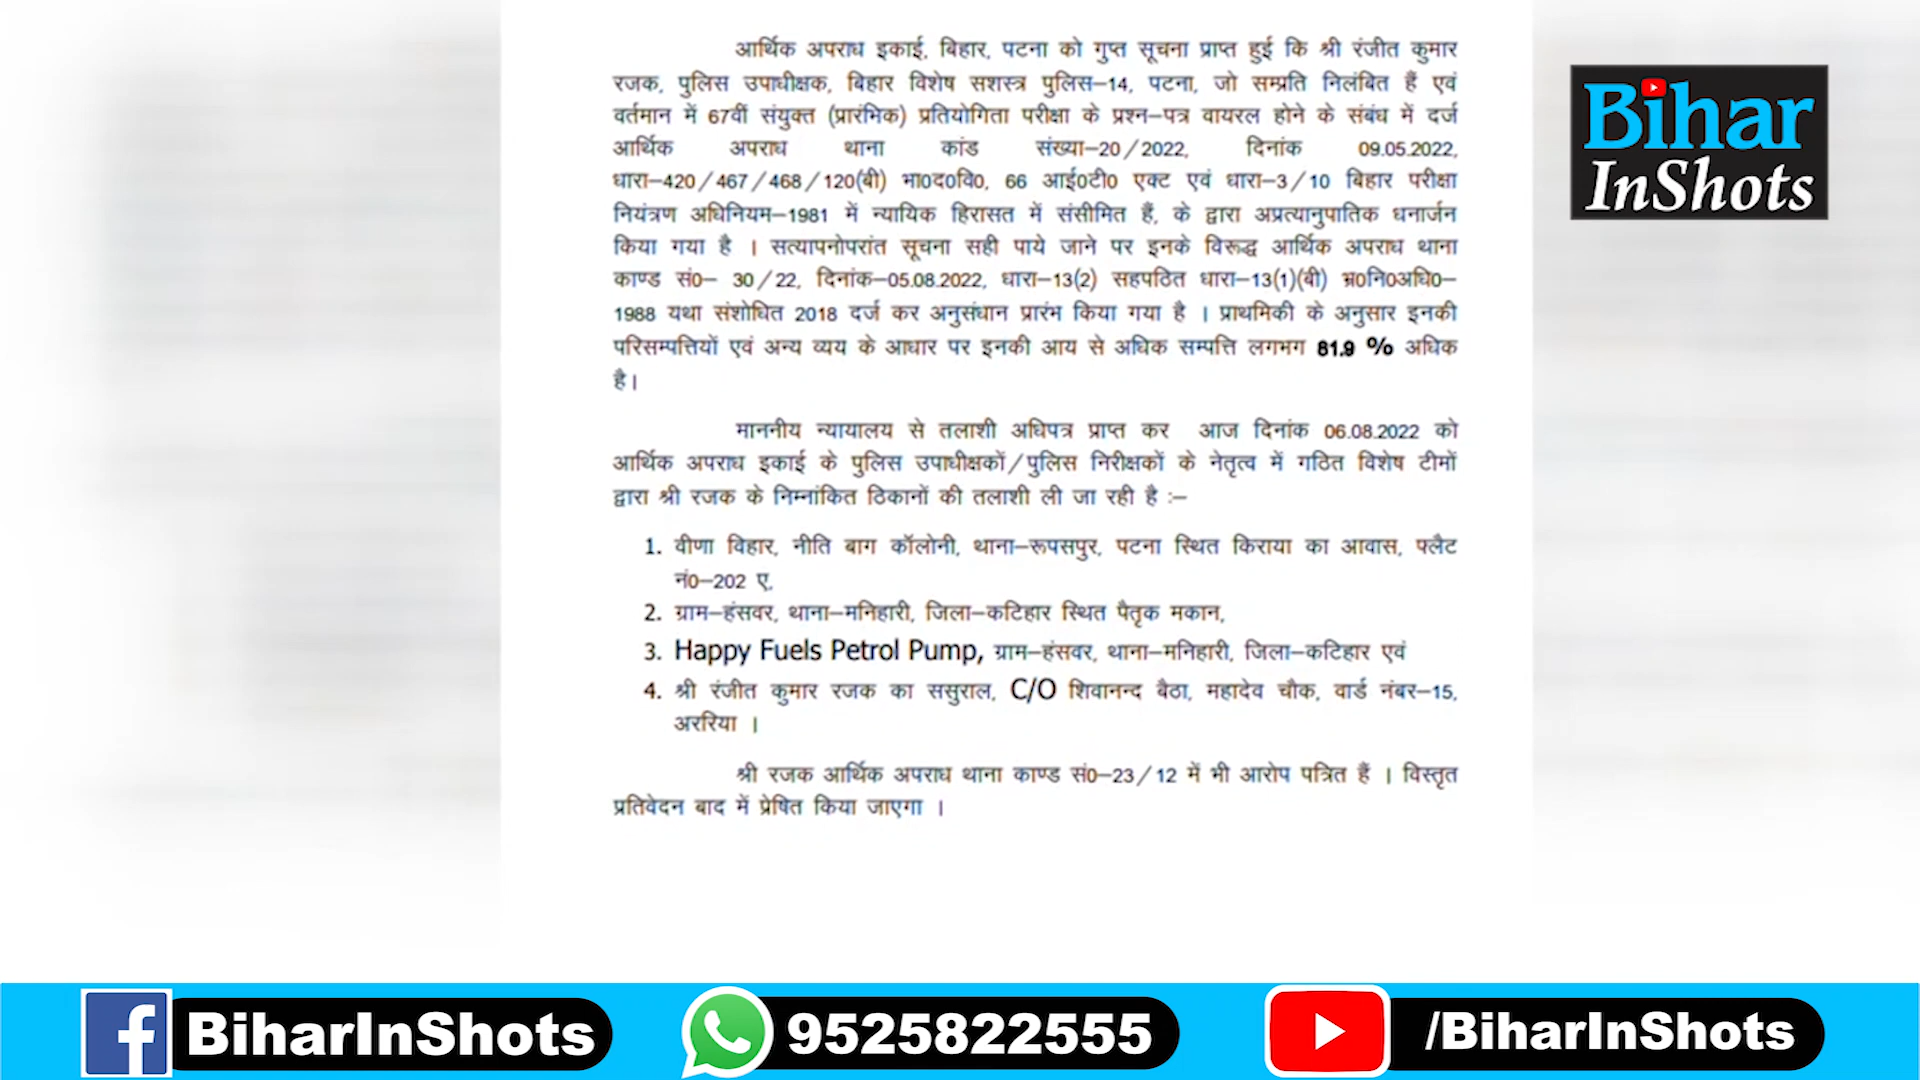 आर्थिक अपराध इकाई, बिहार, पटना को गुप्त सूचना प्राप्त हुई कि श्री रंजीत कुमार
रजक, पुलिस उपाधीक्षक, बिहार विशेष सशस्त्र पुलिस–14, पटना, जो सम्प्रति निलंबित हैं एवं
वर्तमान में 67वीं संयुक्त (प्रारंभिक) प्रतियोगिता परीक्षा के प्रश्न–पत्र वायरल होने के संबंध में दर्ज
आर्थिक अपराध थाना कांड संख्या–20/2022, दिनांक 09.05.2022,
धारा–420/467/468/120(बी) भा0द0वि0, 66 आई0टी0 एक्ट एवं धारा–3/10 बिहार परीक्षा
नियंत्रण अधिनियम–1981 में न्यायिक हिरासत में संसीमित हैं, के द्वारा अप्रत्यानुपातिक धनार्जन
किया गया है । सत्यापनोपरांत सूचना सही पाये जाने पर इनके विरूद्ध आर्थिक अपराध थाना
काण्ड सं0– 30/22, दिनांक–05.08.2022, धारा–13(2) सहपठित धारा–13(1)(बी) भ्र0नि0अधि0–
1988 यथा संशोधित 2018 दर्ज कर अनुसंधान प्रारंभ किया गया है । प्राथमिकी के अनुसार इनकी
परिसम्पत्तियों एवं अन्य व्यय के आधार पर इनकी आय से अधिक सम्पत्ति लगभग 81.9 % अधिक
है।
माननीय न्यायालय से तलाशी अधिपत्र प्राप्त कर आज दिनांक 06.08.2022 को
आर्थिक अपराध इकाई के पुलिस उपाधीक्षकों/पुलिस निरीक्षकों के नेतृत्व में गठित विशेष टीमों
द्वारा श्री रजक के निम्नांकित ठिकानों की तलाशी ली जा रही है :–
1. वीणा विहार, नीति बाग कॉलोनी, थाना–रूपसपुर, पटना स्थित किराया का आवास, फ्लैट
नं0–202 ए,
2. ग्राम–हंसवर, थाना–मनिहारी, जिला–कटिहार स्थित पैतृक मकान,
3. Happy Fuels Petrol Pump, ग्राम–हंसवर, थाना–मनिहारी, जिला–कटिहार एवं
4. श्री रंजीत कुमार रजक का ससुराल, C/O शिवानन्द बैठा, महादेव चौक, वार्ड नंबर–15,
अररिया ।
श्री रजक आर्थिक अपराध थाना काण्ड सं0–23/12 में भी आरोप पत्रित हैं । विस्तृत
प्रतिवेदन बाद में प्रेषित किया जाएगा ।
Bihar
InShots
BiharInShots
9525822555
/BiharInShots